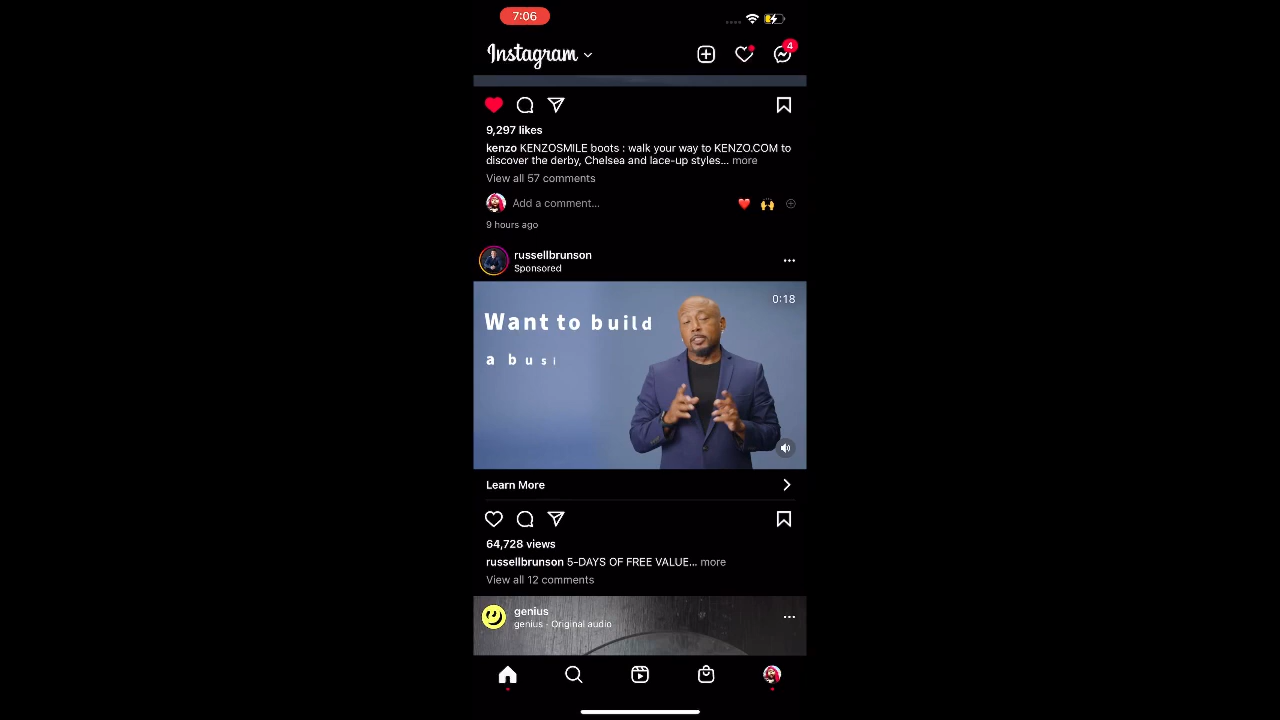 7:06
Instagram
4
9,297 likes
kenzo KENZOSMILE boots : walk your way to KENZO.COM to
discover the derby, Chelsea and lace-up styles... more
View all 57 comments
Add a comment...
9 hours ago
russellbrunson
Sponsored
0:18
Want to build
a busi
Learn More
64,728 views
russellbrunson 5-DAYS OF FREE VALUE... more
View all 12 comments
genius
genius · Original audio